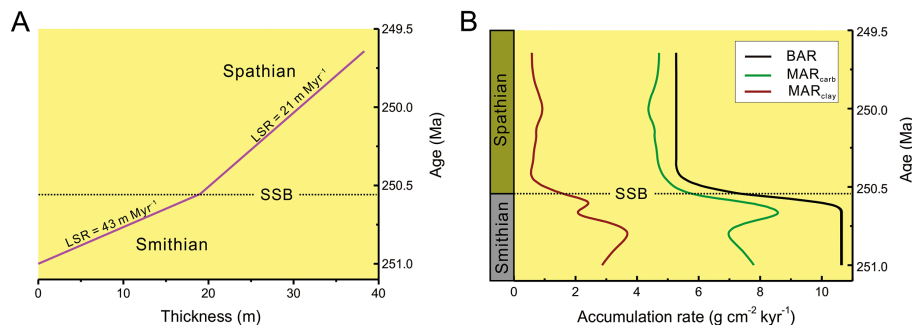 A
249.5
250.0
250.5
251.0
Age (Ma)
Spathian
LSR = 21 m Myr⁻¹
SSB
LSR = 43 m Myr⁻¹
Smithian
0
10
20
30
40
Thickness (m)
B
249.5
250.0
250.5
251.0
Age (Ma)
BAR
MARcarb
MARclay
Spathian
SSB
Smithian
0
2
4
6
8
10
Accumulation rate (g cm⁻² kyr⁻¹)